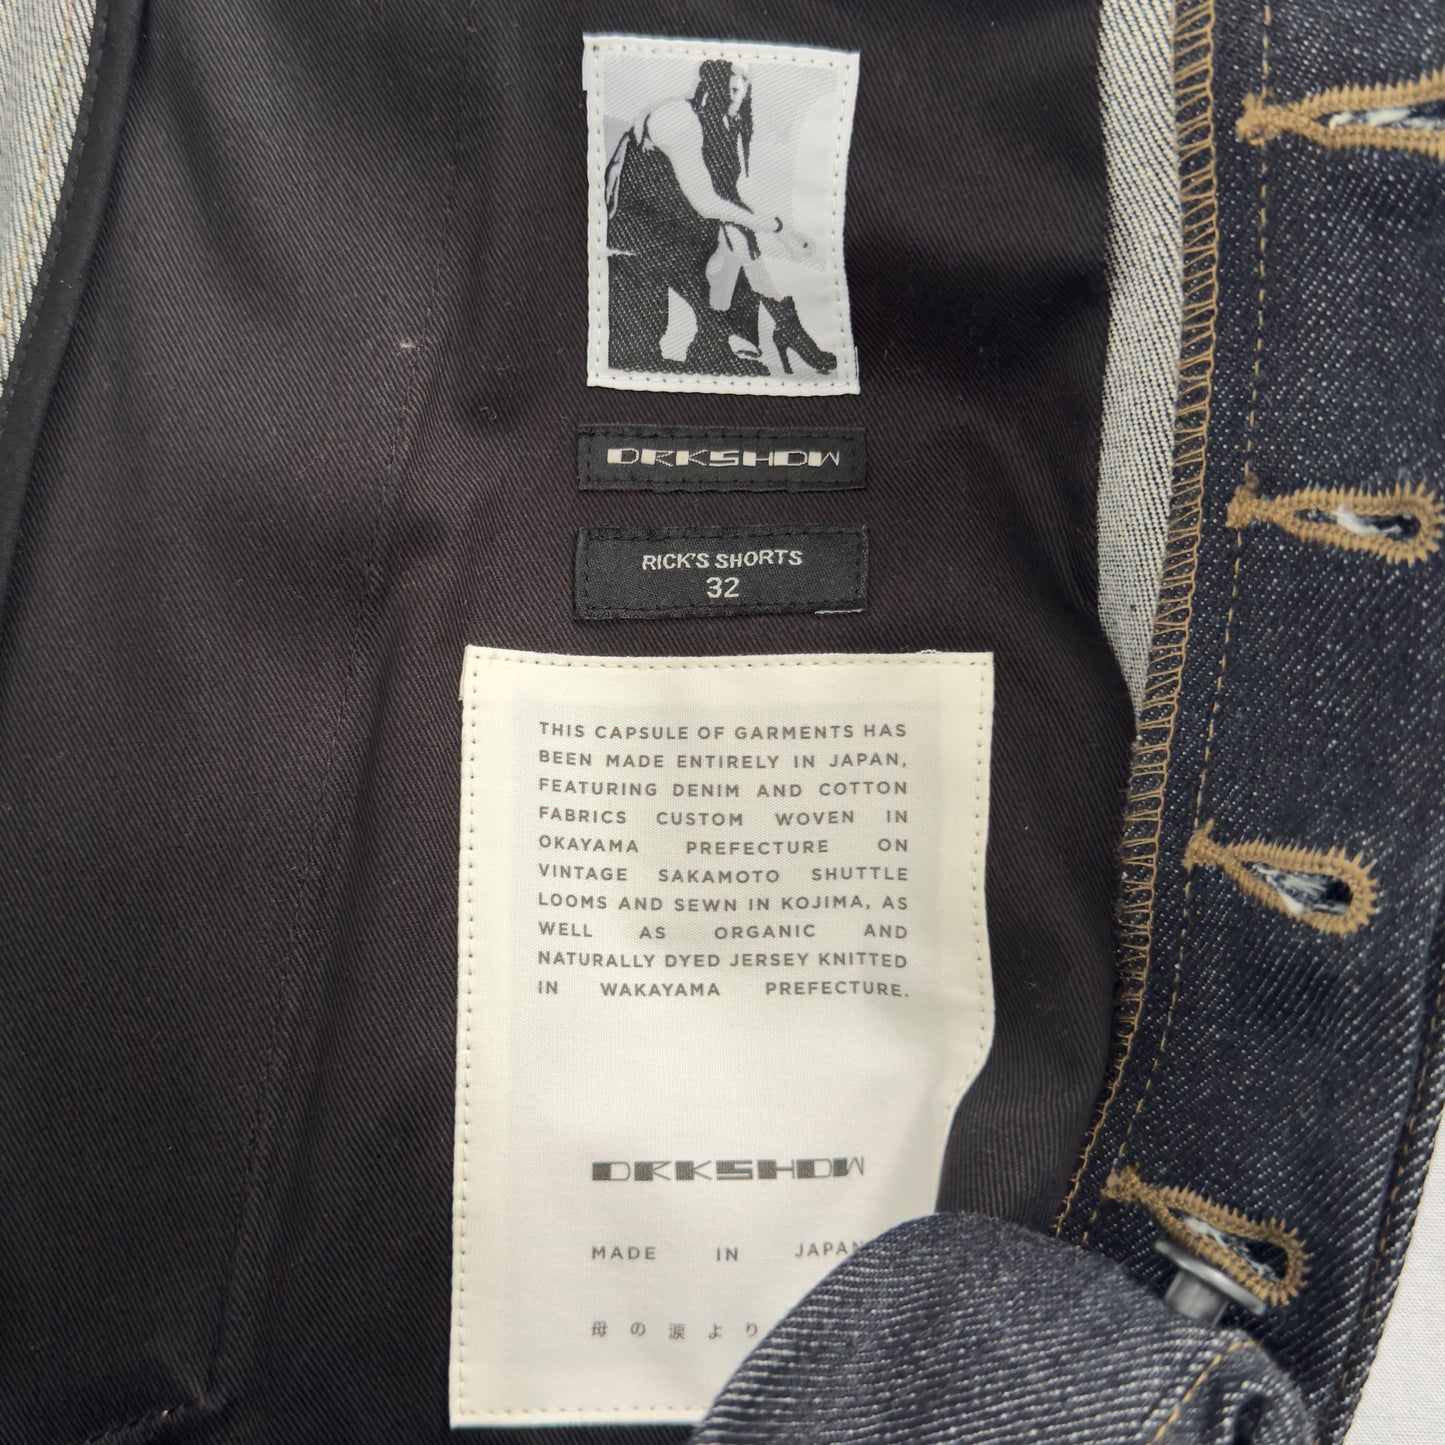 DRKSHDW
RICK'S SHORTS
32
THIS CAPSULE OF GARMENTS HAS
BEEN MADE ENTIRELY IN JAPAN,
FEATURING DENIM AND COTTON
FABRICS CUSTOM WOVEN IN
OKAYAMA PREFECTURE ON
VINTAGE SAKAMOTO SHUTTLE
LOOMS AND SEWN IN KOJIMA, AS
WELL AS ORGANIC AND
NATURALLY DYED JERSEY KNITTED
IN WAKAYAMA PREFECTURE.
DRKSHDW
MADE IN JAPAN
母の涙より